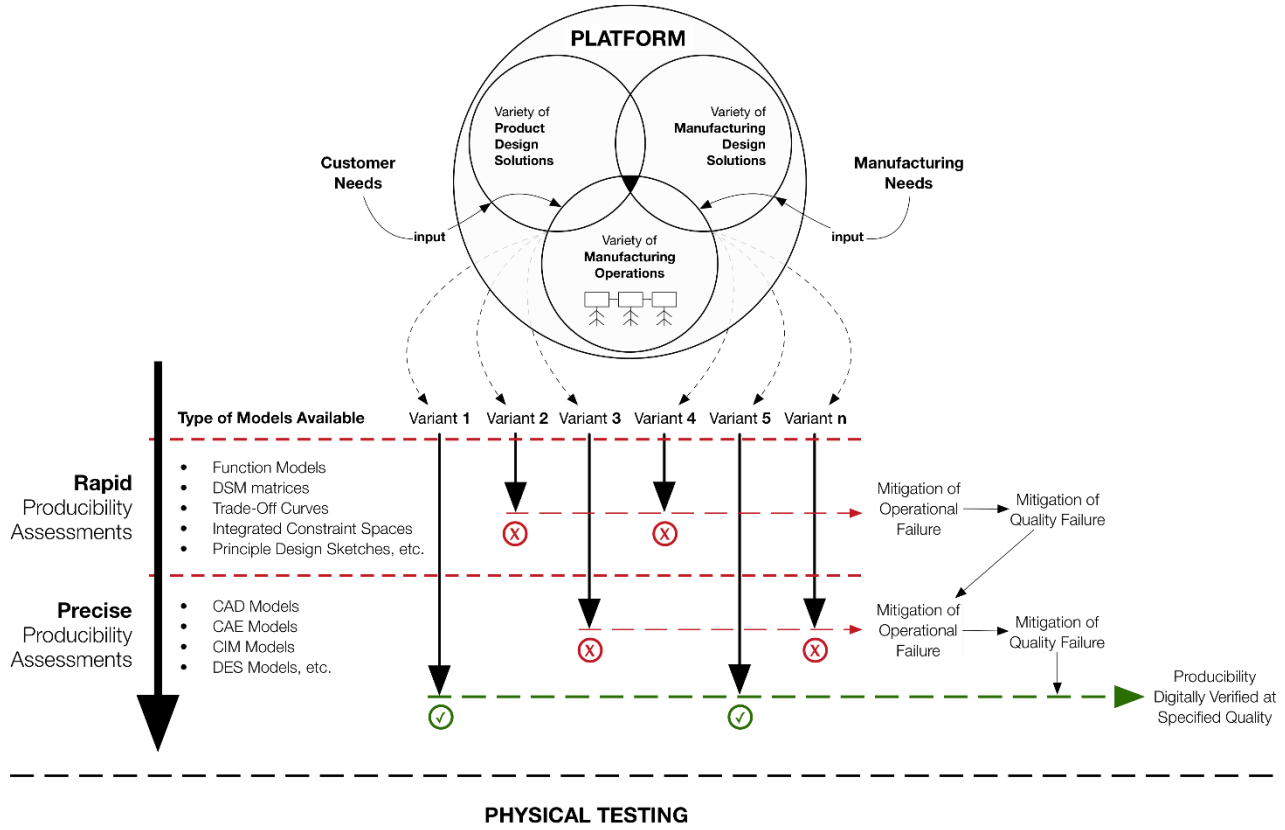 PLATFORM
Variety of
Product
Design
Solutions
Variety of
Manufacturing
Design
Solutions
Customer
Needs
Manufacturing
Needs
input
input
Variety of
Manufacturing
Operations
Type of Models Available
Variant 1
Variant 2
Variant 3
Variant 4
Variant 5
Variant n
Rapid
Producibility
Assessments
• Function Models
• DSM matrices
• Trade-Off Curves
• Integrated Constraint Spaces
• Principle Design Sketches, etc.
X
X
Mitigation of
Operational
Failure
Mitigation of
Quality Failure
Precise
Producibility
Assessments
• CAD Models
• CAE Models
• CIM Models
• DES Models, etc.
X
X
Mitigation of
Operational
Failure
Mitigation of
Quality Failure
✓
✓
Producibility
Digitally Verified at
Specified Quality
PHYSICAL TESTING